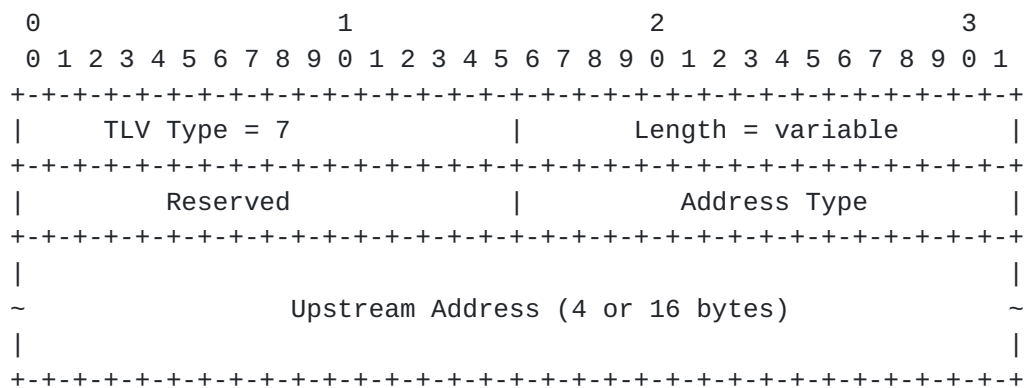 0                   1                   2                   3
 0 1 2 3 4 5 6 7 8 9 0 1 2 3 4 5 6 7 8 9 0 1 2 3 4 5 6 7 8 9 0 1
+-+-+-+-+-+-+-+-+-+-+-+-+-+-+-+-+-+-+-+-+-+-+-+-+-+-+-+-+-+-+-+-+
|     TLV Type = 7              |       Length = variable       |
+-+-+-+-+-+-+-+-+-+-+-+-+-+-+-+-+-+-+-+-+-+-+-+-+-+-+-+-+-+-+-+-+
|         Reserved              |          Address Type         |
+-+-+-+-+-+-+-+-+-+-+-+-+-+-+-+-+-+-+-+-+-+-+-+-+-+-+-+-+-+-+-+-+
|                                                               |
~                 Upstream Address (4 or 16 bytes)              ~
|                                                               |
+-+-+-+-+-+-+-+-+-+-+-+-+-+-+-+-+-+-+-+-+-+-+-+-+-+-+-+-+-+-+-+-+